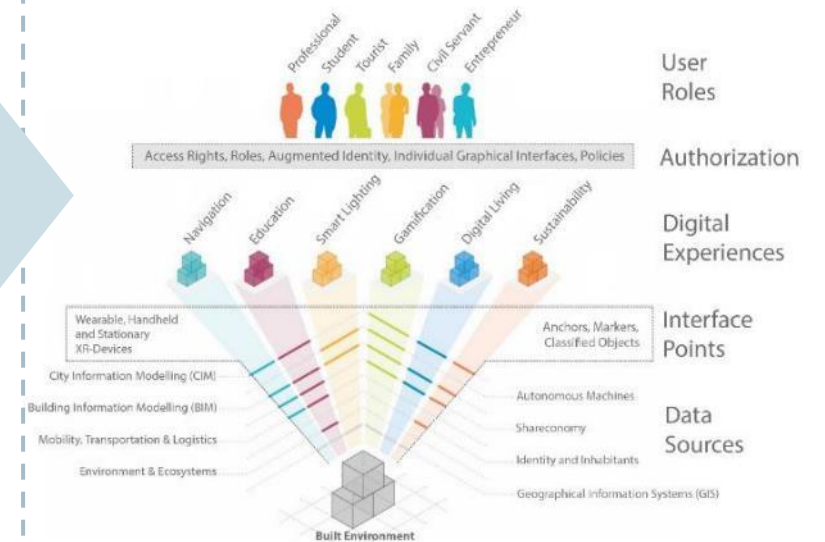 Professional
Student
Tourist
Family
Civil Servant
Entrepreneur
User
Roles
Access Rights, Roles, Augmented Identity, Individual Graphical Interfaces, Policies
Authorization
Navigation
Education
Smart Lighting
Gamification
Digital Living
Sustainability
Digital
Experiences
Wearable, Handheld
and Stationary
XR-Devices
Anchors, Markers,
Classified Objects
Interface
Points
City Information Modelling (CIM)
Building Information Modelling (BIM)
Mobility, Transportation & Logistics
Environment & Ecosystems
Autonomous Machines
Shareconomy
Identity and Inhabitants
Geographical Information Systems (GIS)
Data
Sources
Built Environment